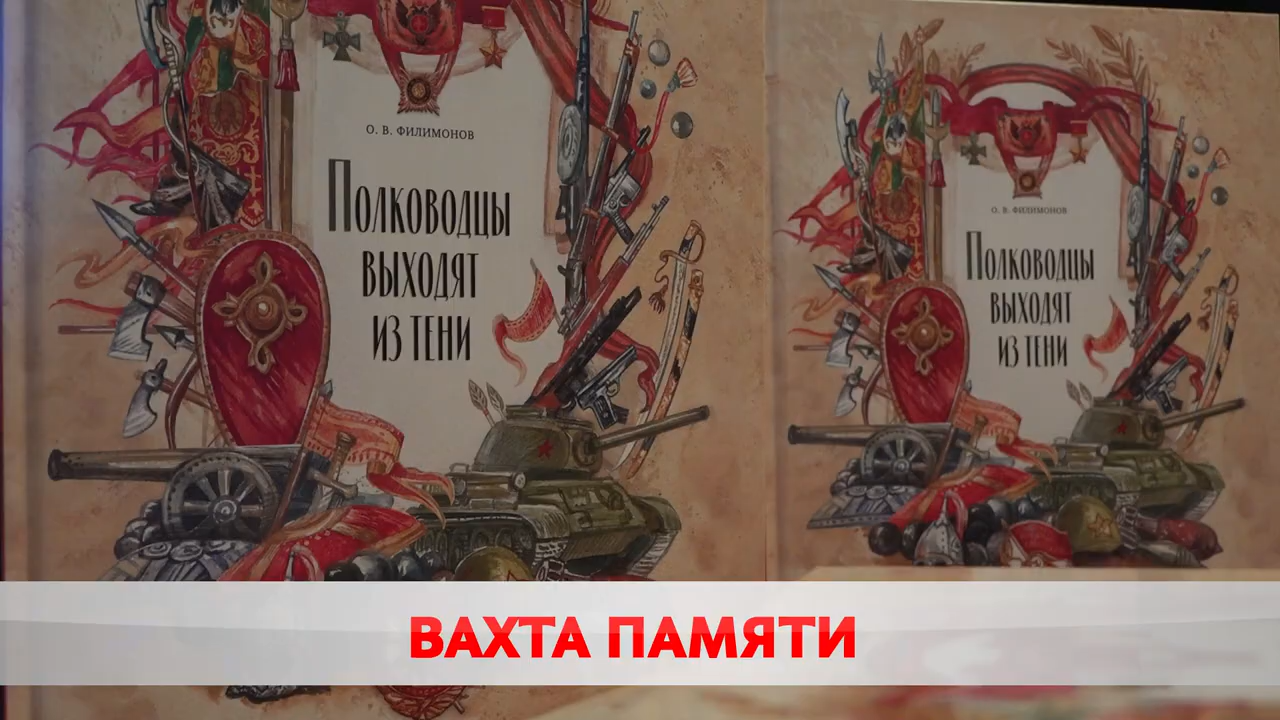 О. В. ФИЛИМОНОВ
Полководцы
выходят
из тени
О. В. ФИЛИМОНОВ
Полководцы
выходят
из тени
ВАХТА ПАМЯТИ